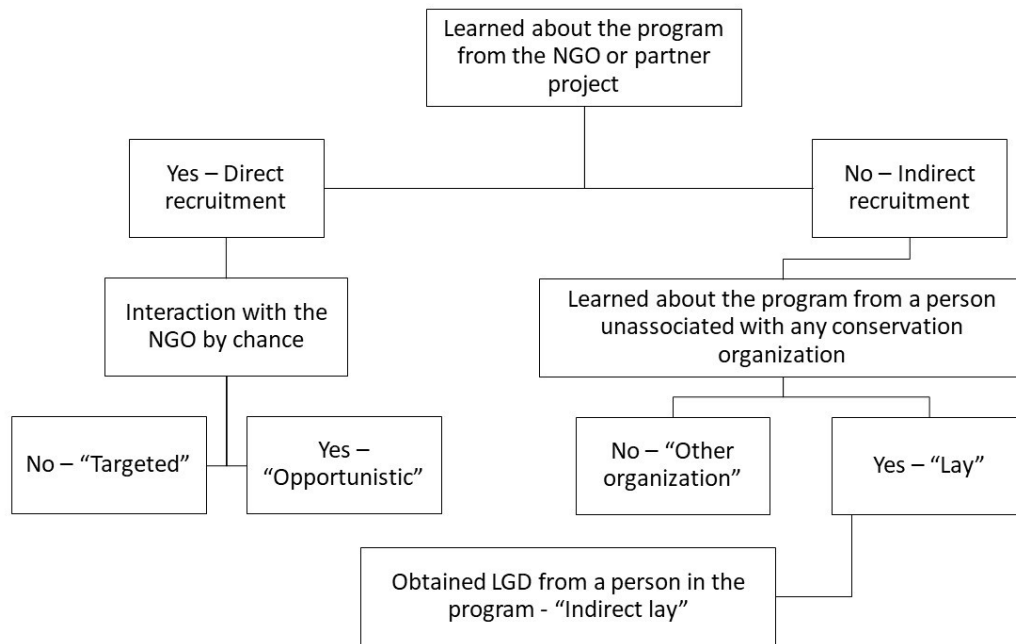 Learned about the program
from the NGO or partner
project
Yes – Direct
recruitment
No – Indirect
recruitment
Interaction with the
NGO by chance
Learned about the program from a person
unassociated with any conservation
organization
No – “Targeted”
Yes –
“Opportunistic”
No – “Other
organization”
Yes – “Lay”
Obtained LGD from a person in the
program - “Indirect lay”